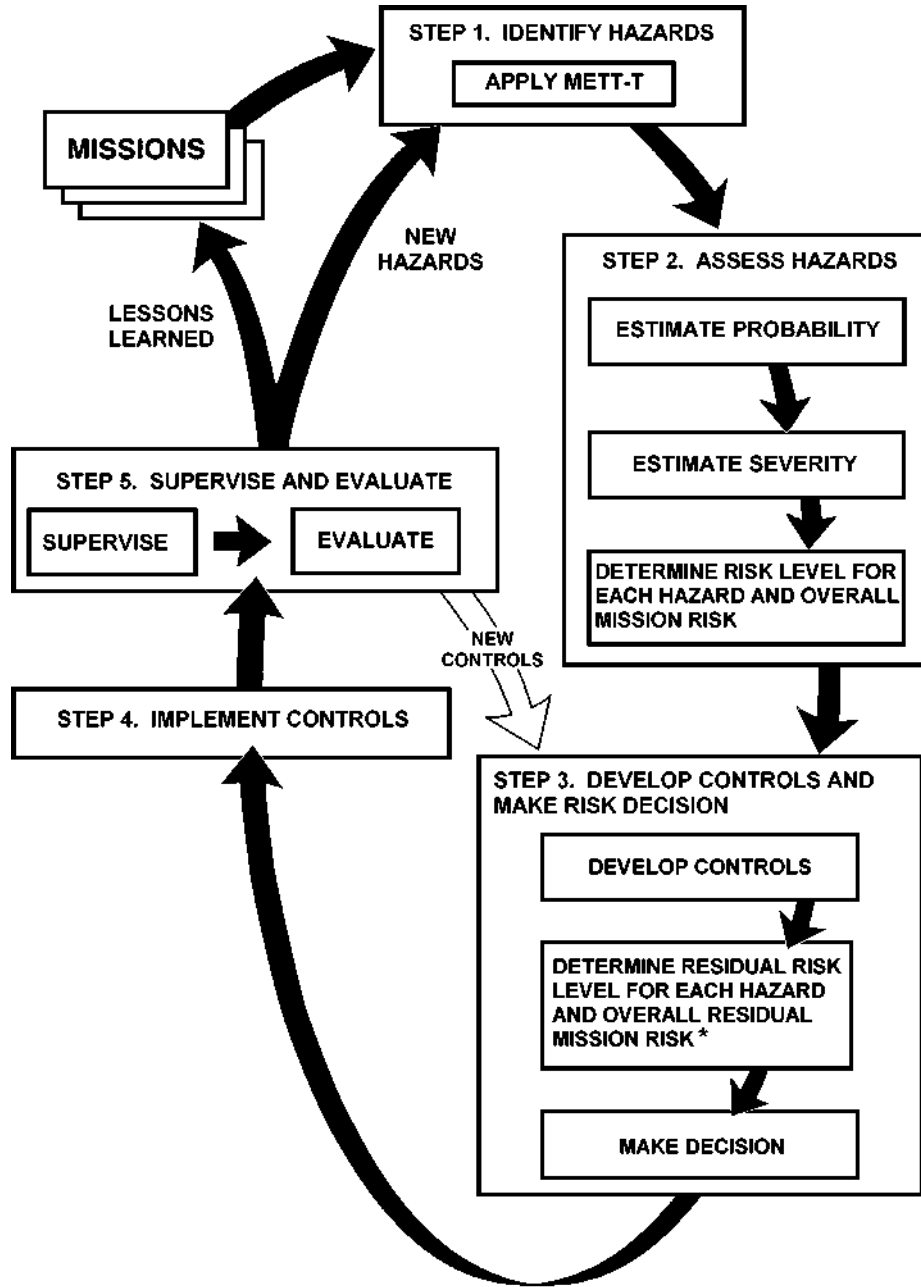 STEP 1. IDENTIFY HAZARDS
APPLY METT-T
MISSIONS
NEW
HAZARDS
LESSONS
LEARNED
STEP 2. ASSESS HAZARDS
ESTIMATE PROBABILITY
ESTIMATE SEVERITY
DETERMINE RISK LEVEL FOR
EACH HAZARD AND OVERALL
MISSION RISK
STEP 3. DEVELOP CONTROLS AND
MAKE RISK DECISION
DEVELOP CONTROLS
DETERMINE RESIDUAL RISK
LEVEL FOR EACH HAZARD
AND OVERALL RESIDUAL
MISSION RISK *
MAKE DECISION
STEP 4. IMPLEMENT CONTROLS
STEP 5. SUPERVISE AND EVALUATE
SUPERVISE
EVALUATE
NEW
CONTROLS